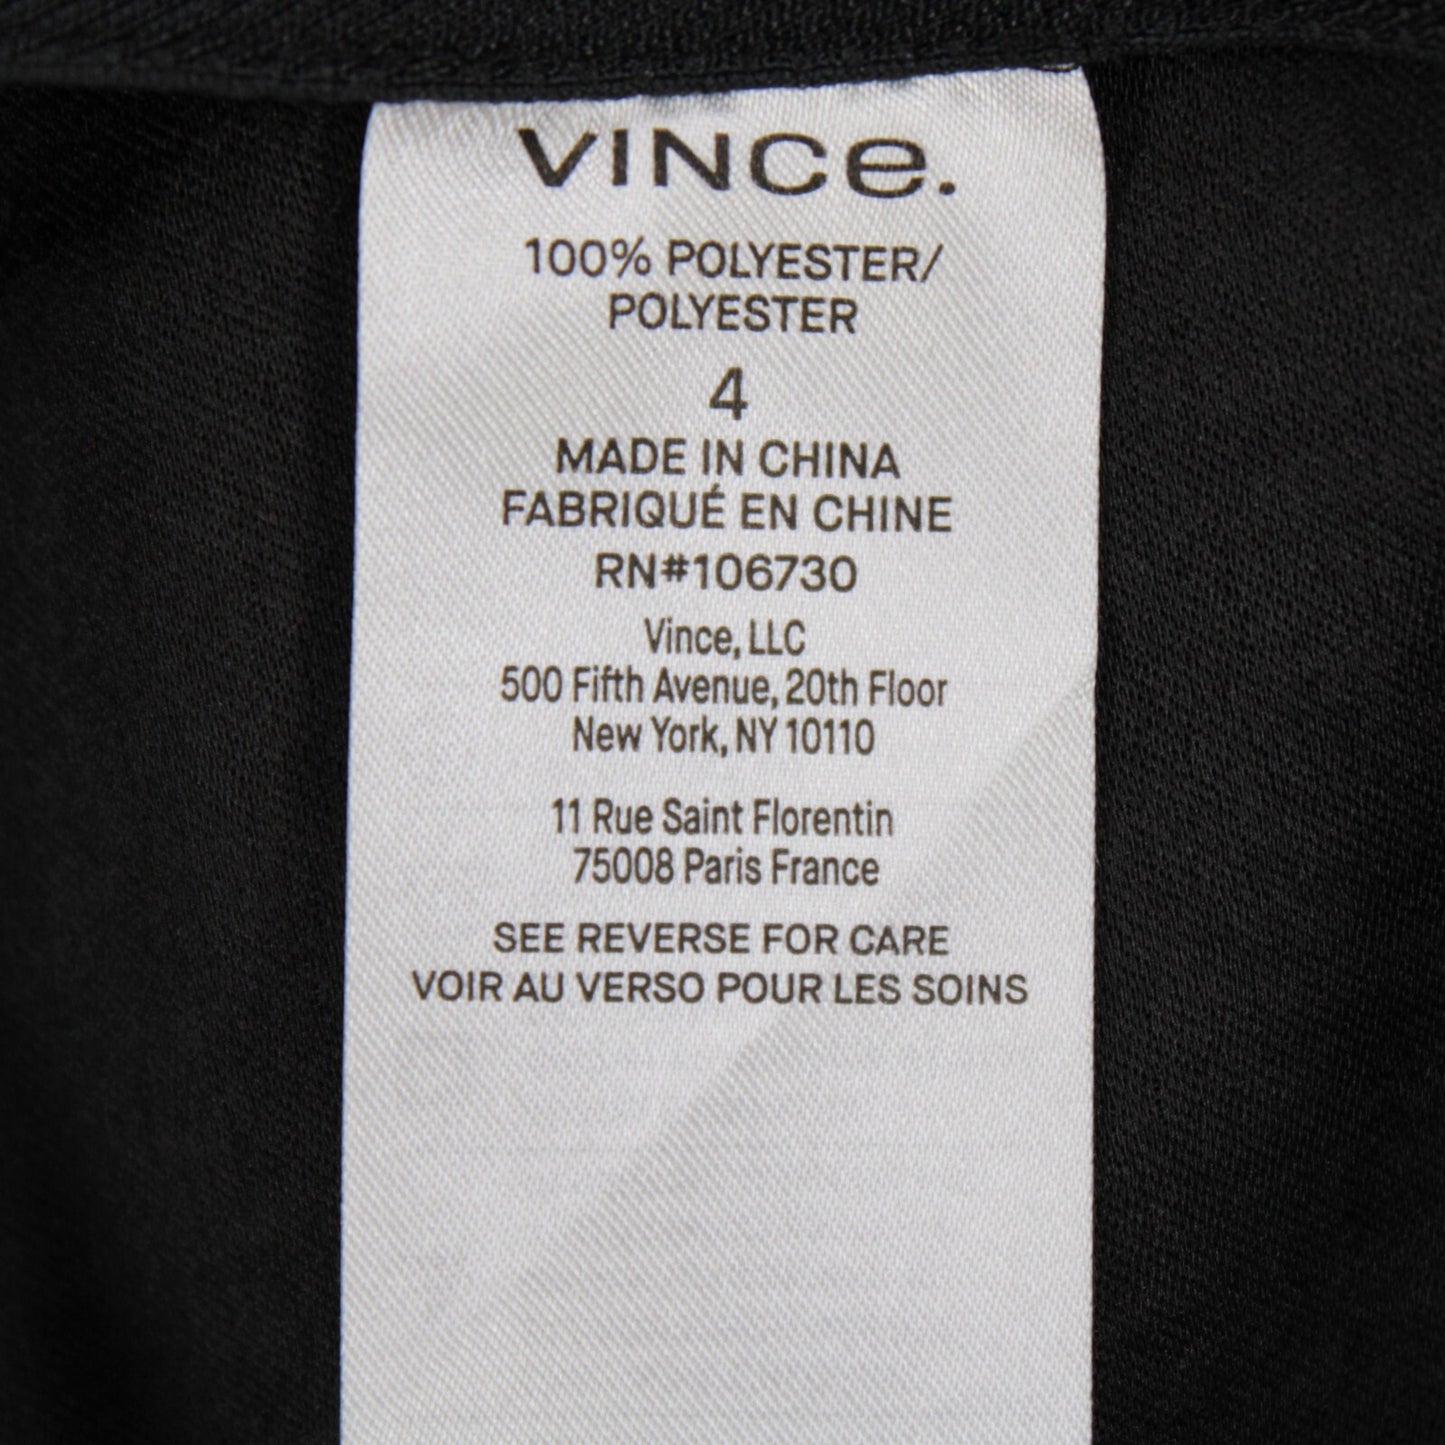 VINCe.
100% POLYESTER/
POLYESTER
4
MADE IN CHINA
FABRIQUÉ EN CHINE
RN#106730
Vince, LLC
500 Fifth Avenue, 20th Floor
New York, NY 10110
11 Rue Saint Florentin
75008 Paris France
SEE REVERSE FOR CARE
VOIR AU VERSO POUR LES SOINS